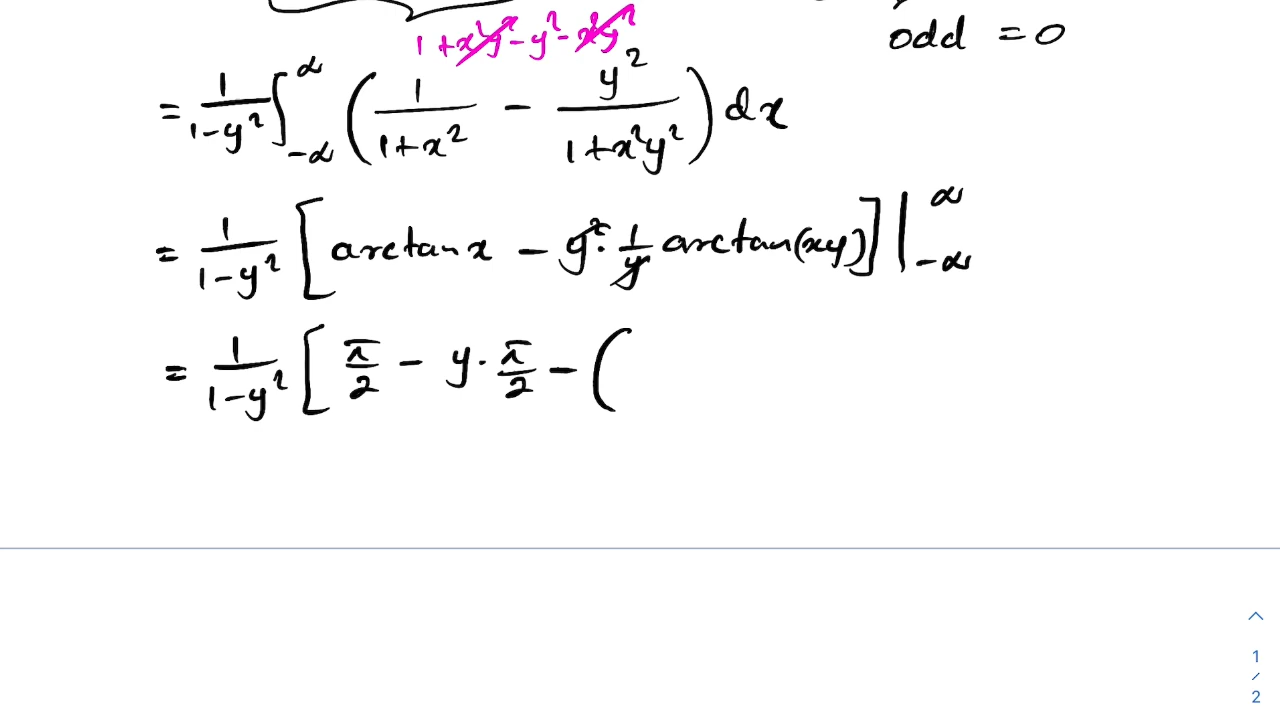 1 + x²y² - y² - x²y²
odd = 0
= 1/(1-y²) ∫_{-∞}^{∞} ( 1/(1+x²) - y²/(1+x²y²) ) dx
= 1/(1-y²) [ arctan x - y² · 1/y arctan(xy) ] |_{-∞}^{∞}
= 1/(1-y²) [ π/2 - y · π/2 - (
1
/
2